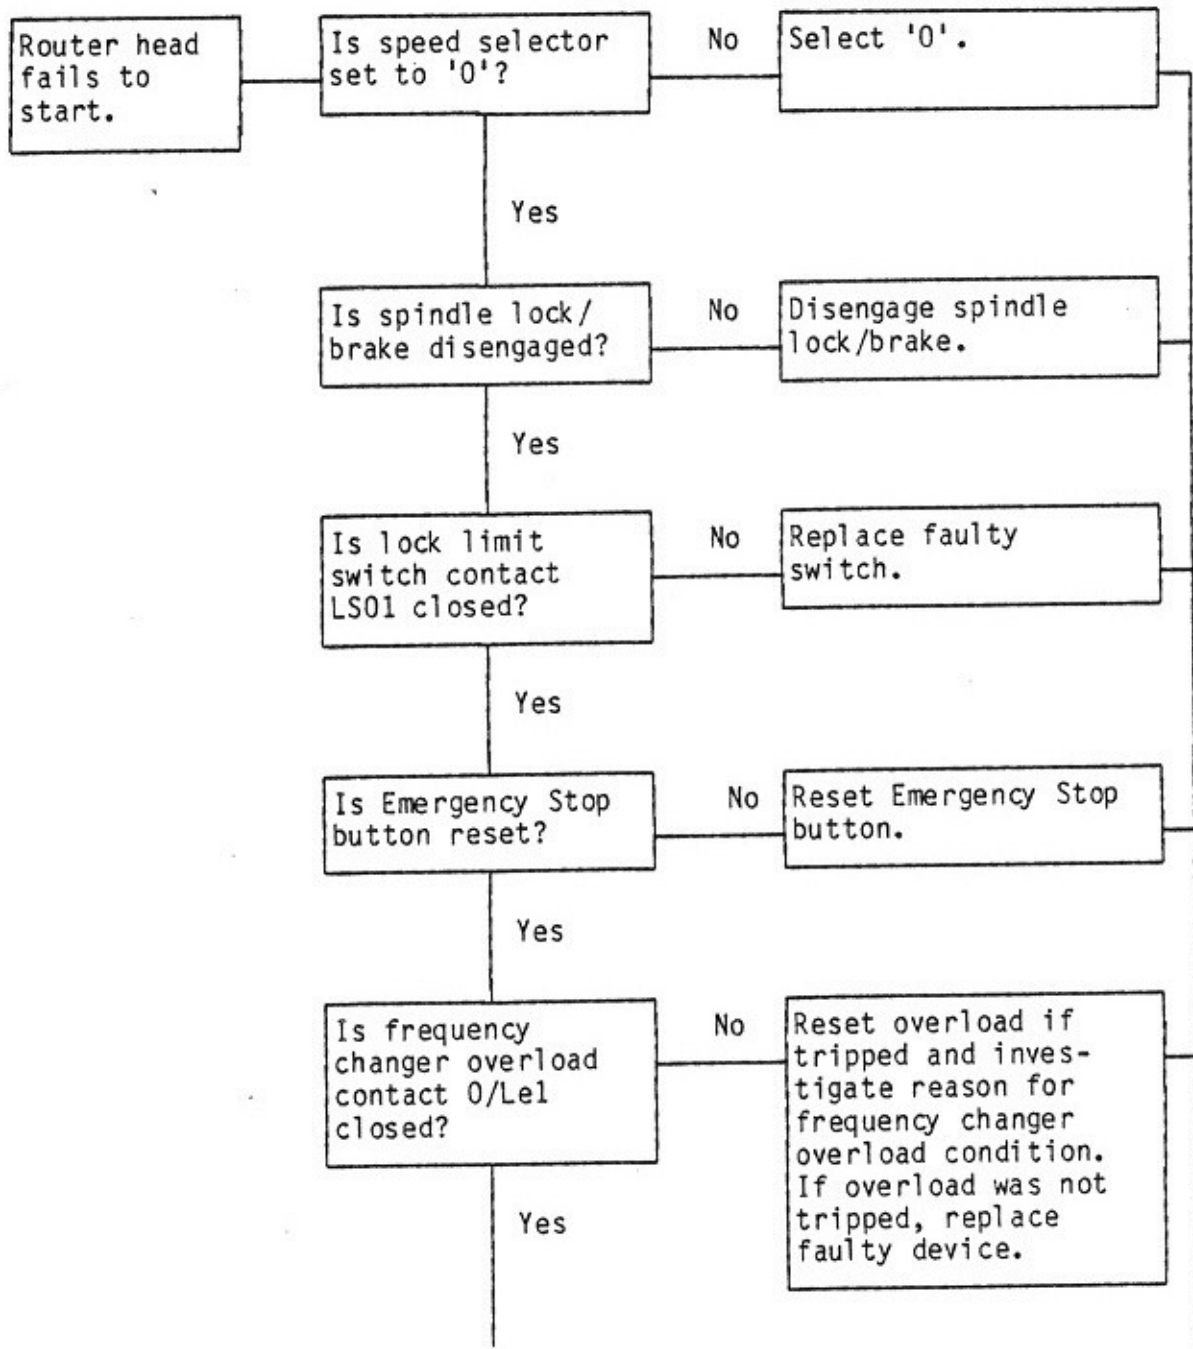 Router head
fails to
start.
Is speed selector
set to '0'?
No
Select '0'.
Yes
Is spindle lock/
brake disengaged?
No
Disengage spindle
lock/brake.
Yes
Is lock limit
switch contact
LS01 closed?
No
Replace faulty
switch.
Yes
Is Emergency Stop
button reset?
No
Reset Emergency Stop
button.
Yes
Is frequency
changer overload
contact O/Le1
closed?
No
Reset overload if
tripped and inves-
tigate reason for
frequency changer
overload condition.
If overload was not
tripped, replace
faulty device.
Yes